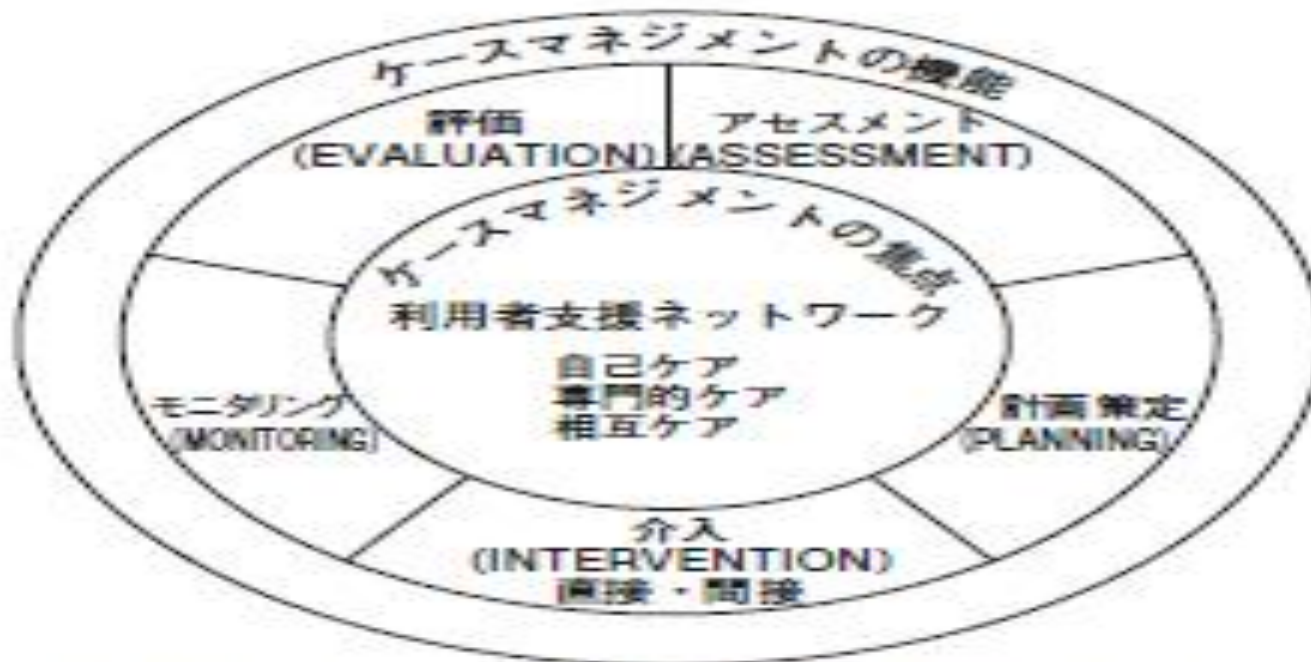 ケースマネジメントの機能
評価
(EVALUATION)
アセスメント
(ASSESSMENT)
ケースマネジメントの焦点
利用者支援ネットワーク
自己ケア
専門的ケア
相互ケア
モニタリング
(MONITORING)
計画策定
(PLANNING)
介入
(INTERVENTION)
直接・間接